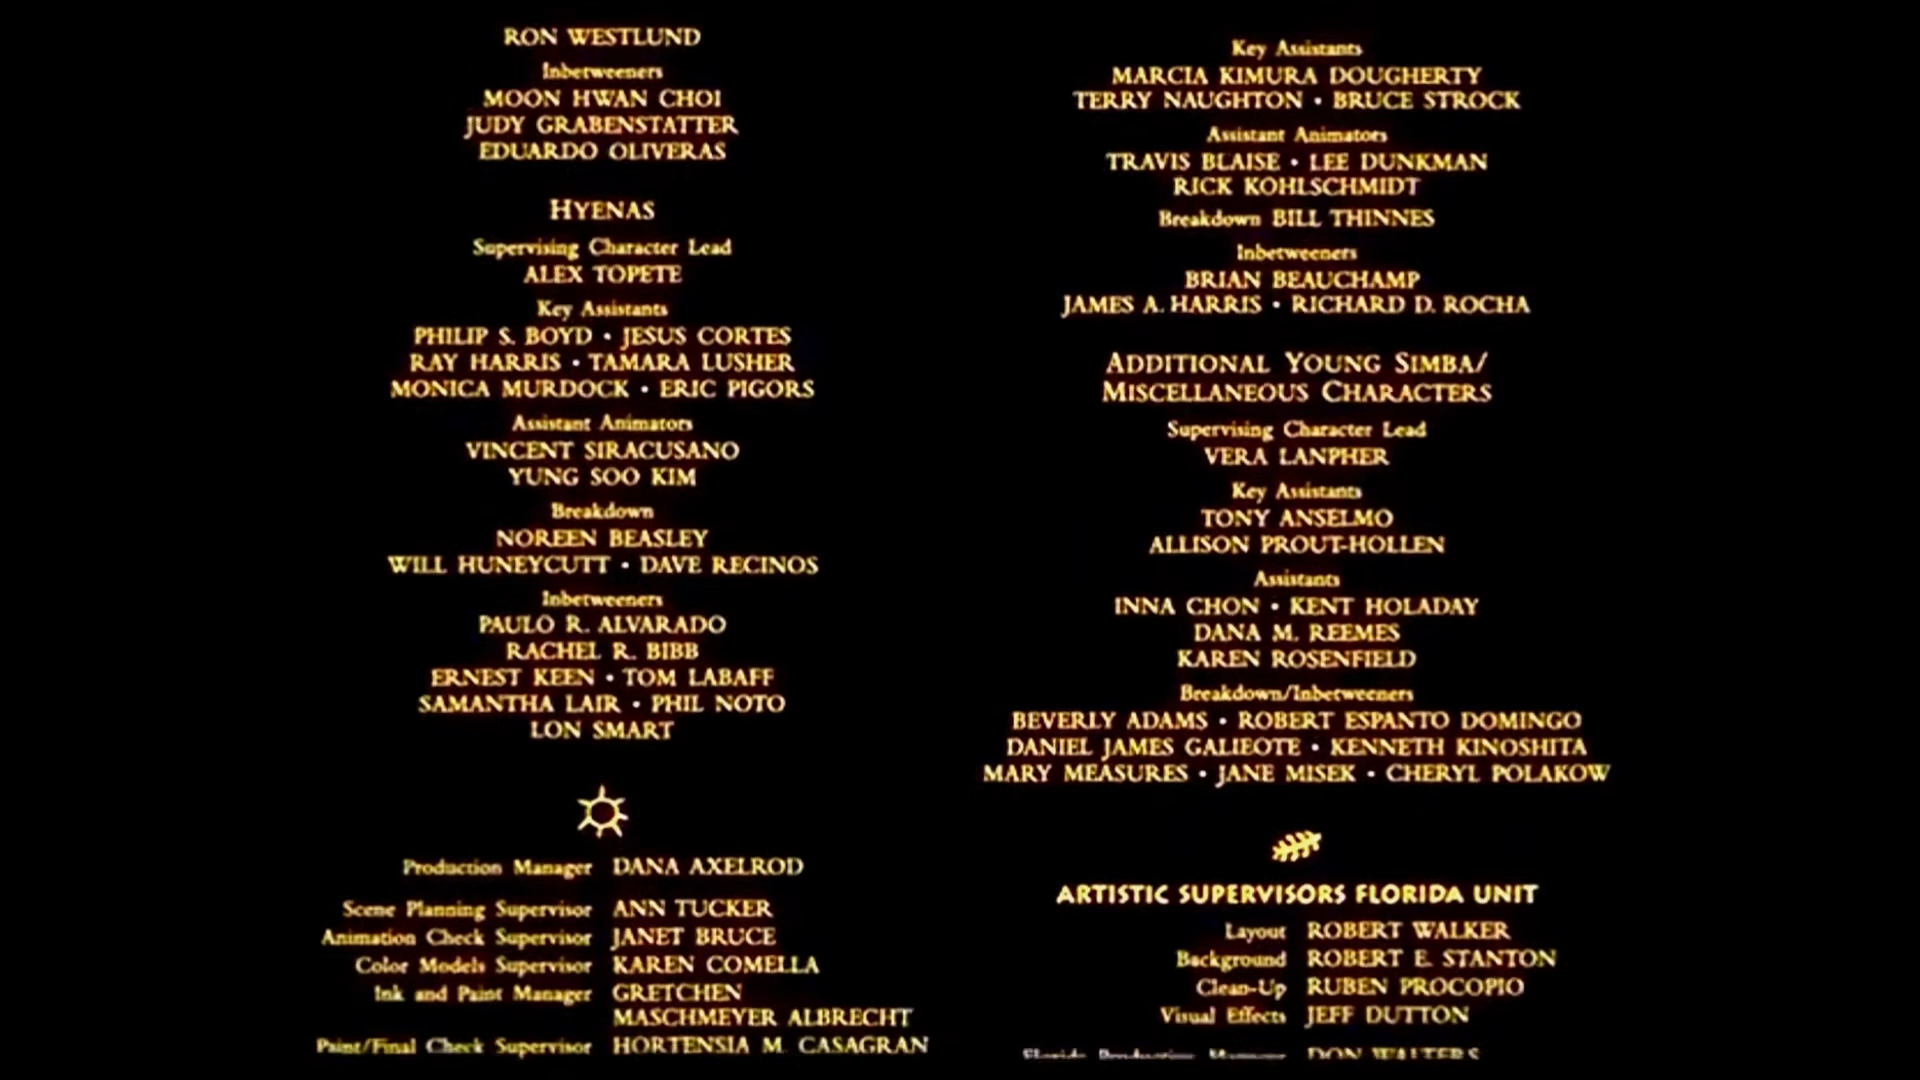 RON WESTLUND
Inbetweeners
MOON HWAN CHOI
JUDY GRABENSTATTER
EDUARDO OLIVERAS
HYENAS
Supervising Character Lead
ALEX TOPETE
Key Assistants
PHILIP S. BOYD • JESUS CORTES
RAY HARRIS • TAMARA LUSHER
MONICA MURDOCK • ERIC PIGORS
Assistant Animators
VINCENT SIRACUSANO
YUNG SOO KIM
Breakdown
NOREEN BEASLEY
WILL HUNEYCUTT • DAVE RECINOS
Inbetweeners
PAULO R. ALVARADO
RACHEL R. BIBB
ERNEST KEEN • TOM LABAFF
SAMANTHA LAIR • PHIL NOTO
LON SMART
Production Manager DANA AXELROD
Scene Planning Supervisor ANN TUCKER
Animation Check Supervisor JANET BRUCE
Color Models Supervisor KAREN COMELLA
Ink and Paint Manager GRETCHEN
MASCHMEYER ALBRECHT
Paint/Final Check Supervisor HORTENSIA M. CASAGRAN
Key Assistants
MARCIA KIMURA DOUGHERTY
TERRY NAUGHTON • BRUCE STROCK
Assistant Animators
TRAVIS BLAISE • LEE DUNKMAN
RICK KOHLSCHMIDT
Breakdown BILL THINNES
Inbetweeners
BRIAN BEAUCHAMP
JAMES A. HARRIS • RICHARD D. ROCHA
ADDITIONAL YOUNG SIMBA/
MISCELLANEOUS CHARACTERS
Supervising Character Lead
VERA LANPHER
Key Assistants
TONY ANSELMO
ALLISON PROUT-HOLLEN
Assistants
INNA CHON • KENT HOLADAY
DANA M. REEMES
KAREN ROSENFIELD
Breakdown/Inbetweeners
BEVERLY ADAMS • ROBERT ESPANTO DOMINGO
DANIEL JAMES GALIEOTE • KENNETH KINOSHITA
MARY MEASURES • JANE MISEK • CHERYL POLAKOW
ARTISTIC SUPERVISORS FLORIDA UNIT
Layout ROBERT WALKER
Background ROBERT E. STANTON
Clean-Up RUBEN PROCOPIO
Visual Effects JEFF DUTTON
Florida Production Manager DON WALTERS